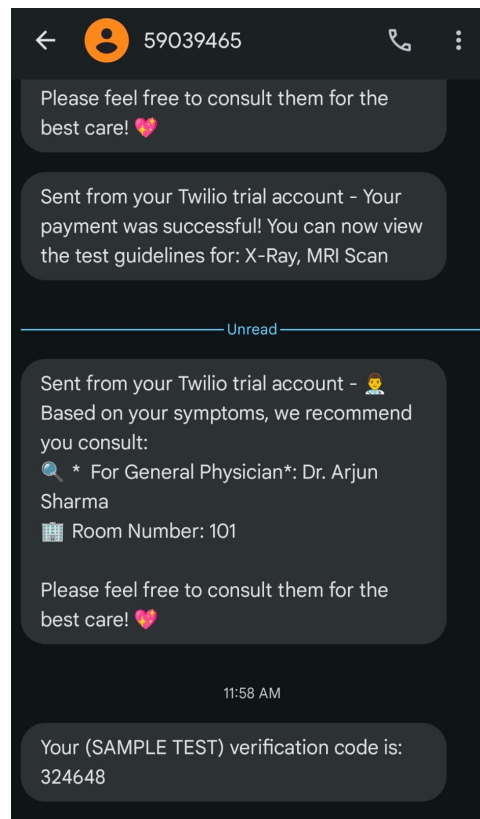 59039465
Please feel free to consult them for the
best care! 💖
Sent from your Twilio trial account - Your
payment was successful! You can now view
the test guidelines for: X-Ray, MRI Scan
Unread
Sent from your Twilio trial account - 👨‍⚕️
Based on your symptoms, we recommend
you consult:
🔍 * For General Physician*: Dr. Arjun
Sharma
🏢 Room Number: 101
Please feel free to consult them for the
best care! 💖
11:58 AM
Your (SAMPLE TEST) verification code is:
324648